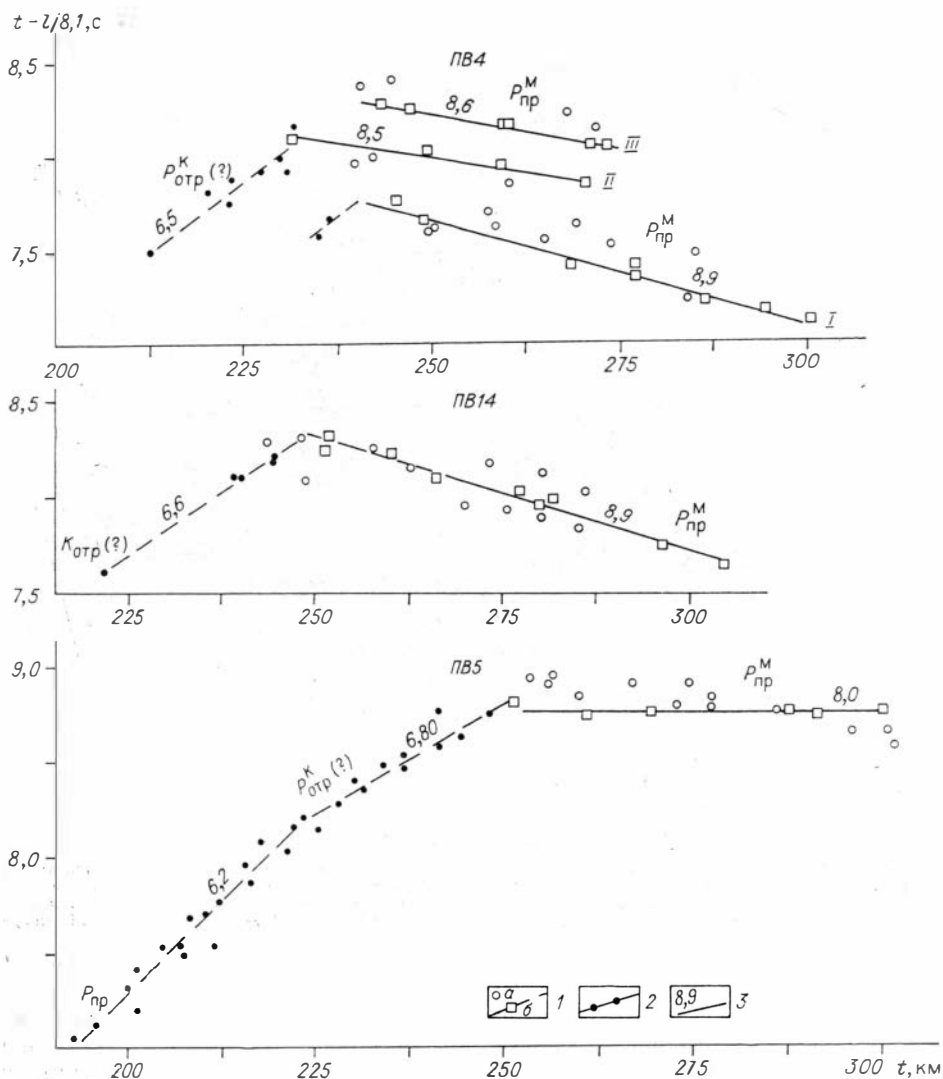 t – l/8,1, с
ПВ4
8,5
7,5
P^М_пр
8,6
III
8,5
II
P^К_отр (?)
6,5
P^М_пр
8,9
I
200 225 250 275 300
ПВ14
8,5
7,5
K_отр (?)
6,6
8,9
P^М_пр
225 250 275 300
ПВ5
9,0
8,0
P^М_пр
8,0
6,80
P^К_отр (?)
6,2
P_пр
а б 1
2
8,9 3
200 225 250 275 300 t, км